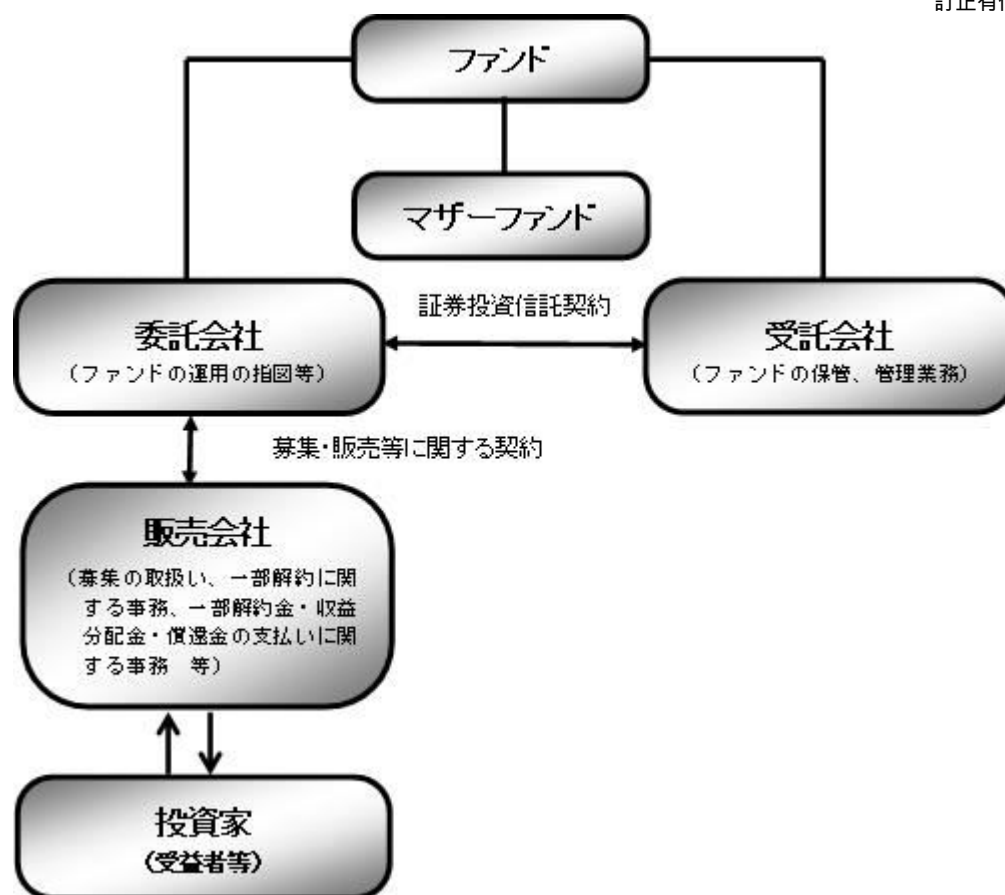 訂正有
ファンド
マザーファンド
証券投資信託契約
委託会社
(ファンドの運用の指図等)
受託会社
(ファンドの保管、管理業務)
募集・販売等に関する契約
販売会社
(募集の取扱い、一部解約に関
する事務、一部解約金・収益
分配金・償還金の支払いに関
する事務 等)
投資家
(受益者等)